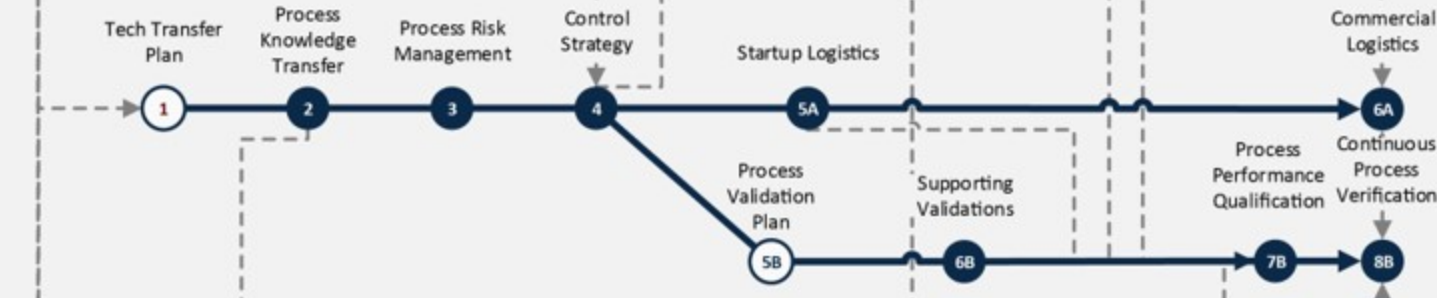 Tech Transfer
Plan
Process
Knowledge
Transfer
Process Risk
Management
Control
Strategy
Startup Logistics
Commercial
Logistics
1
2
3
4
5A
6A
Process
Validation
Plan
Supporting
Validations
Process
Performance
Qualification
Continuous
Process
Verification
5B
6B
7B
8B